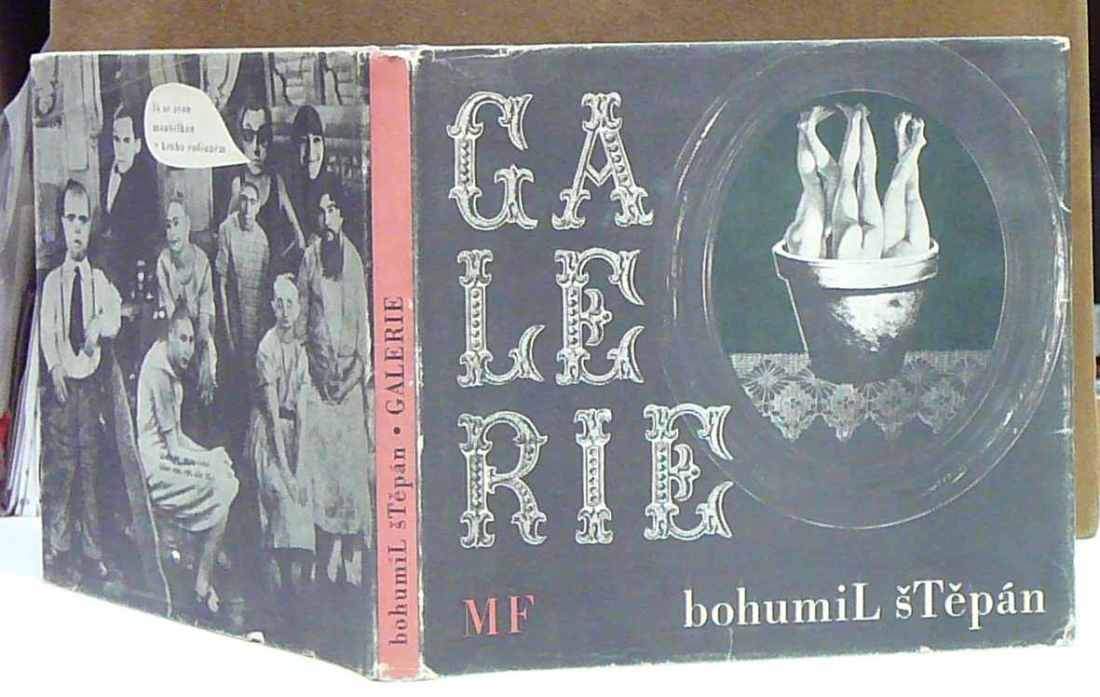 GA
LE
RIE
MF
bohumiL šTěpán
bohumiL šTěpán • GALERIE